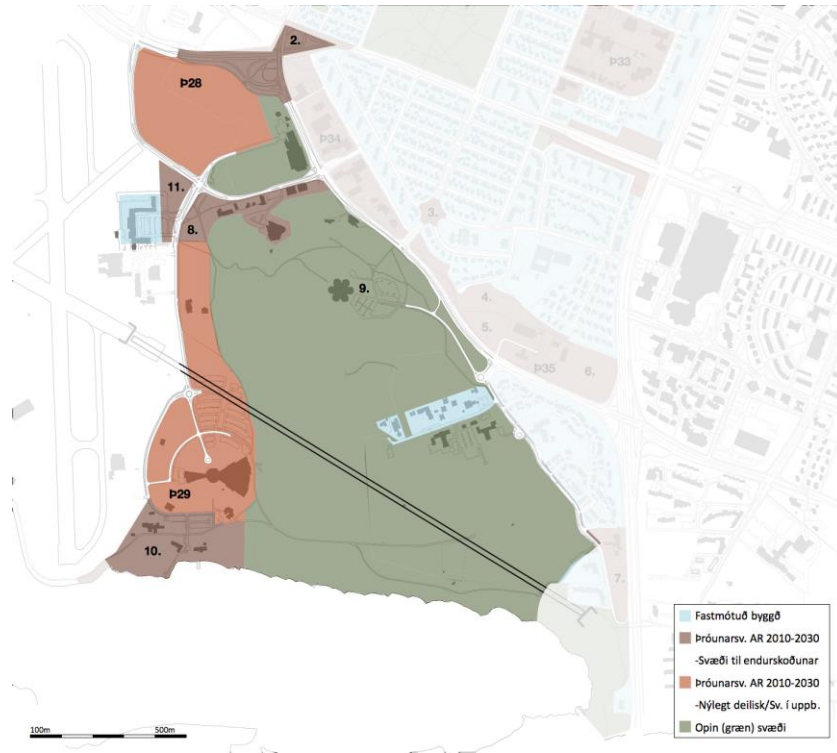 2.
Þ28
Þ33
Þ34
11.
3.
8.
9.
4.
5.
Þ35
6.
Þ29
10.
7.
Fastmótuð byggð
Þróunarsv. AR 2010-2030
-Svæði til endurskoðunar
Þróunarsv. AR 2010-2030
-Nýlegt deilisk/Sv. í uppb.
Opin (græn) svæði
100m
500m